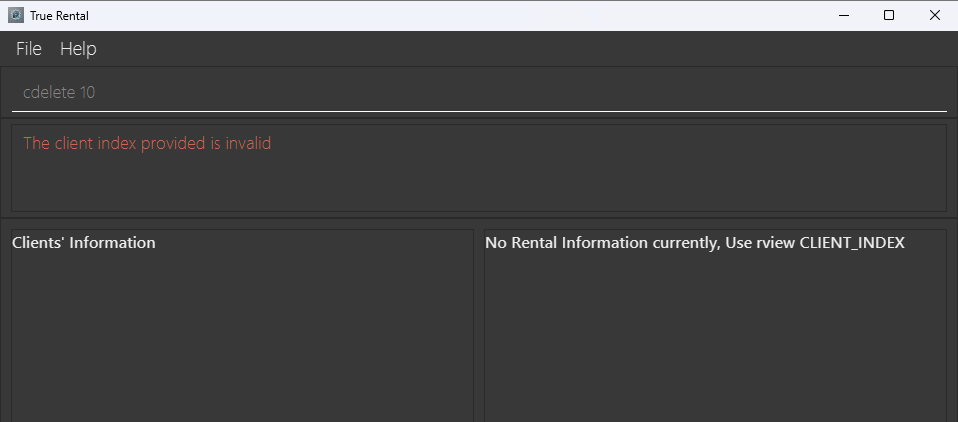 True Rental
File Help
cdelete 10
The client index provided is invalid
Clients' Information
No Rental Information currently, Use rview CLIENT_INDEX